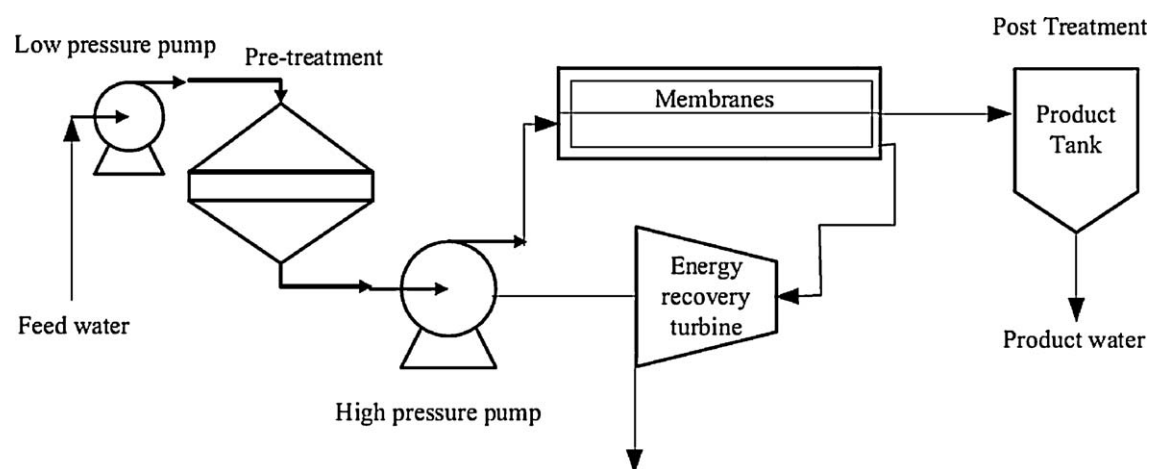 Post Treatment
Low pressure pump
Pre-treatment
Membranes
Product
Tank
Energy
recovery
turbine
Feed water
Product water
High pressure pump